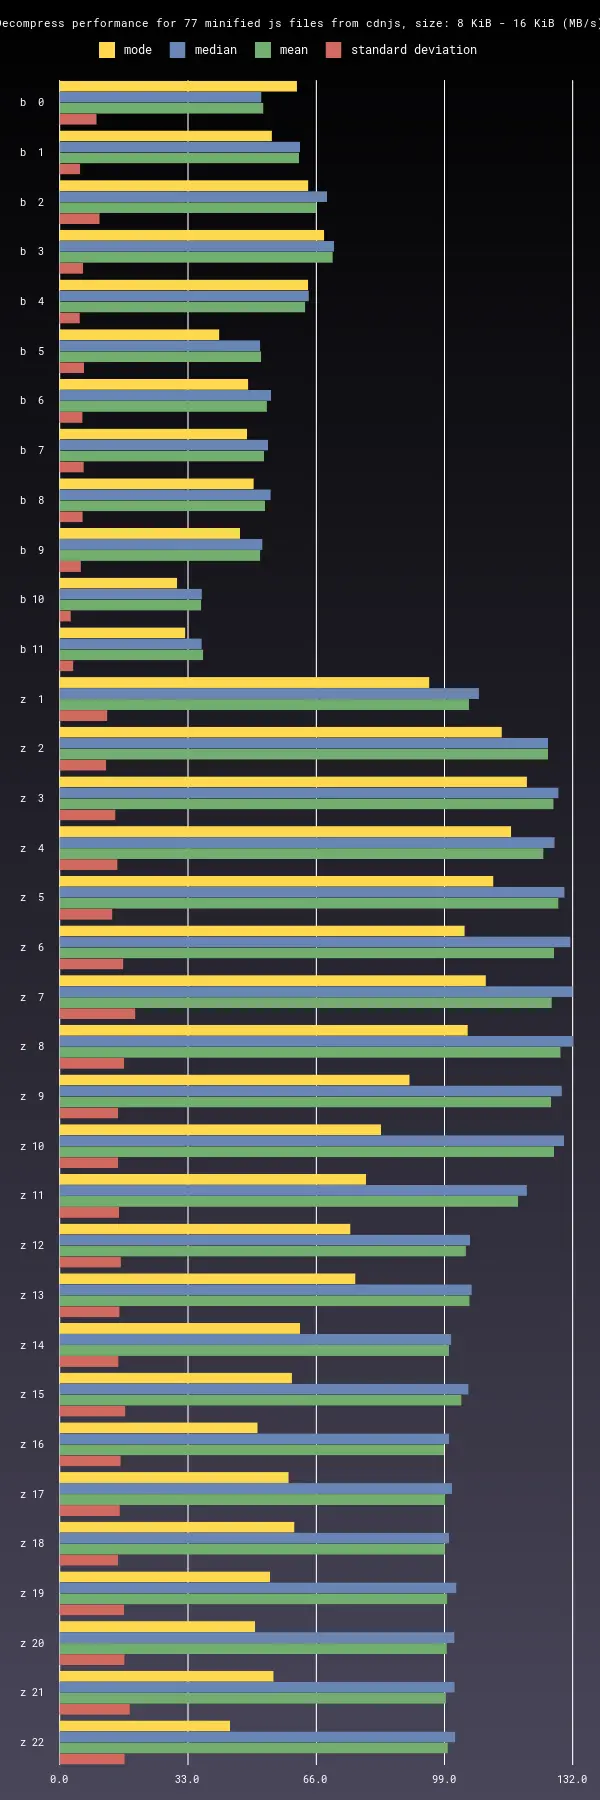 Decompress performance for 77 minified js files from cdnjs, size: 8 KiB - 16 KiB (MB/s)
mode median mean standard deviation
b 0
b 1
b 2
b 3
b 4
b 5
b 6
b 7
b 8
b 9
b 10
b 11
z 1
z 2
z 3
z 4
z 5
z 6
z 7
z 8
z 9
z 10
z 11
z 12
z 13
z 14
z 15
z 16
z 17
z 18
z 19
z 20
z 21
z 22
0.0 33.0 66.0 99.0 132.0